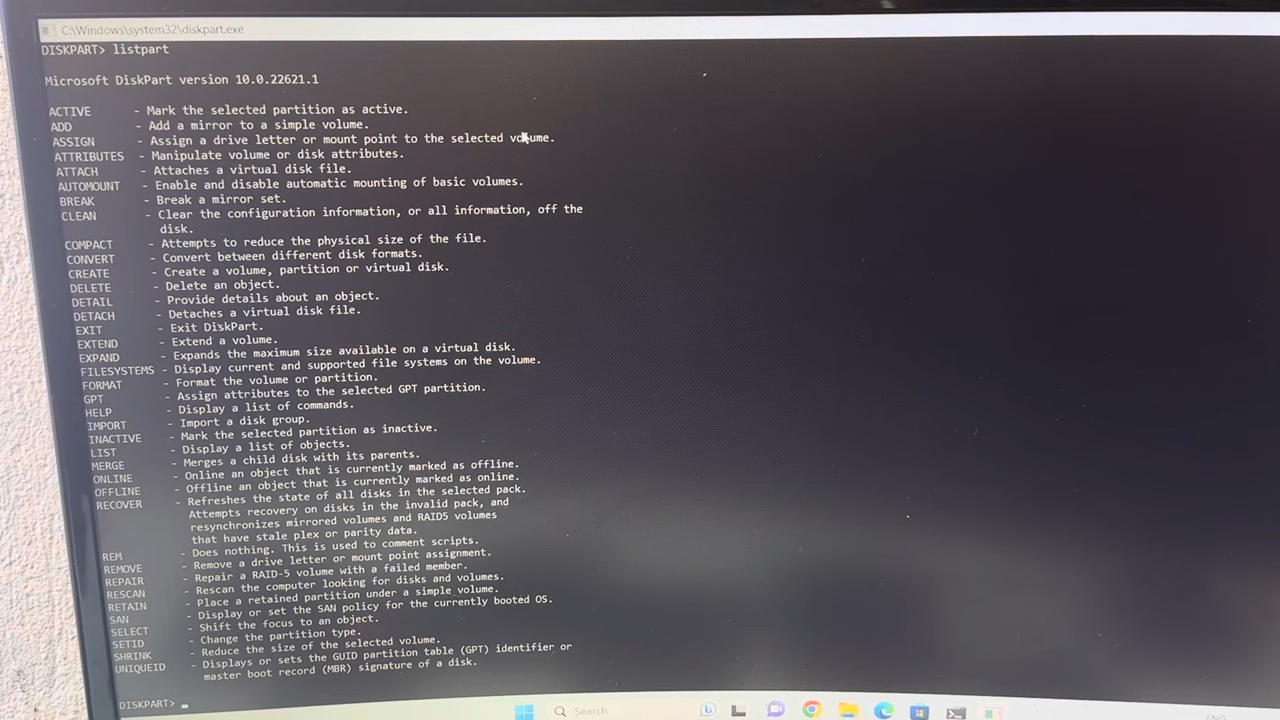 C:\Windows\system32\diskpart.exe
DISKPART> listpart
Microsoft DiskPart version 10.0.22621.1
ACTIVE - Mark the selected partition as active.
ADD - Add a mirror to a simple volume.
ASSIGN - Assign a drive letter or mount point to the selected volume.
ATTRIBUTES - Manipulate volume or disk attributes.
ATTACH - Attaches a virtual disk file.
AUTOMOUNT - Enable and disable automatic mounting of basic volumes.
BREAK - Break a mirror set.
CLEAN - Clear the configuration information, or all information, off the
disk.
COMPACT - Attempts to reduce the physical size of the file.
CONVERT - Convert between different disk formats.
CREATE - Create a volume, partition or virtual disk.
DELETE - Delete an object.
DETAIL - Provide details about an object.
DETACH - Detaches a virtual disk file.
EXIT - Exit DiskPart.
EXTEND - Extend a volume.
EXPAND - Expands the maximum size available on a virtual disk.
FILESYSTEMS - Display current and supported file systems on the volume.
FORMAT - Format the volume or partition.
GPT - Assign attributes to the selected GPT partition.
HELP - Display a list of commands.
IMPORT - Import a disk group.
INACTIVE - Mark the selected partition as inactive.
LIST - Display a list of objects.
MERGE - Merges a child disk with its parents.
ONLINE - Online an object that is currently marked as offline.
OFFLINE - Offline an object that is currently marked as online.
RECOVER - Refreshes the state of all disks in the selected pack.
Attempts recovery on disks in the invalid pack, and
resynchronizes mirrored volumes and RAID5 volumes
that have stale plex or parity data.
REM - Does nothing. This is used to comment scripts.
REMOVE - Remove a drive letter or mount point assignment.
REPAIR - Repair a RAID-5 volume with a failed member.
RESCAN - Rescan the computer looking for disks and volumes.
RETAIN - Place a retained partition under a simple volume.
SAN - Display or set the SAN policy for the currently booted OS.
SELECT - Shift the focus to an object.
SETID - Change the partition type.
SHRINK - Reduce the size of the selected volume.
UNIQUEID - Displays or sets the GUID partition table (GPT) identifier or
master boot record (MBR) signature of a disk.
DISKPART> _
Search
ENG